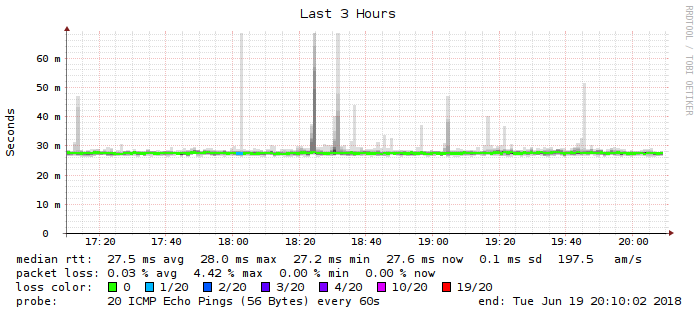 Last 3 Hours
RRDTOOL / TOBI OETIKER
Seconds
60 m
50 m
40 m
30 m
20 m
10 m
0
17:20 17:40 18:00 18:20 18:40 19:00 19:20 19:40 20:00
median rtt: 27.5 ms avg 28.0 ms max 27.2 ms min 27.6 ms now 0.1 ms sd 197.5 am/s
packet loss: 0.03 % avg 4.42 % max 0.00 % min 0.00 % now
loss color: 0 1/20 2/20 3/20 4/20 10/20 19/20
probe: 20 ICMP Echo Pings (56 Bytes) every 60s end: Tue Jun 19 20:10:02 2018